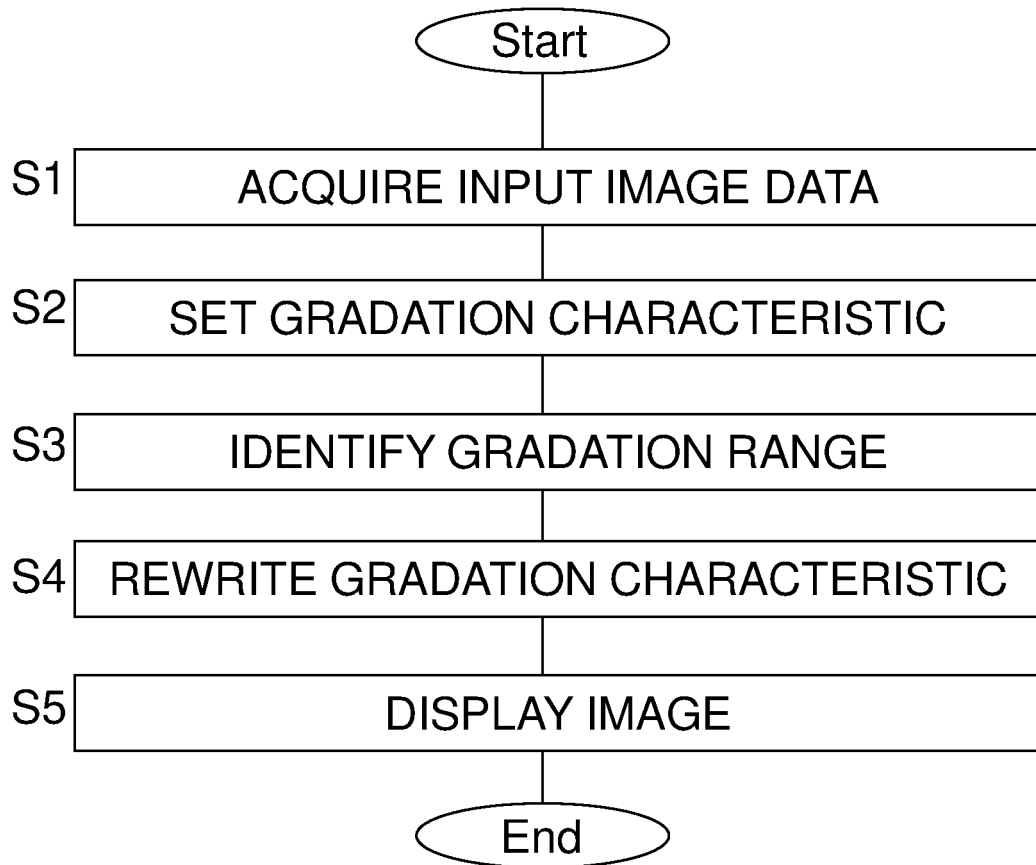 Start
S1 ACQUIRE INPUT IMAGE DATA
S2 SET GRADATION CHARACTERISTIC
S3 IDENTIFY GRADATION RANGE
S4 REWRITE GRADATION CHARACTERISTIC
S5 DISPLAY IMAGE
End